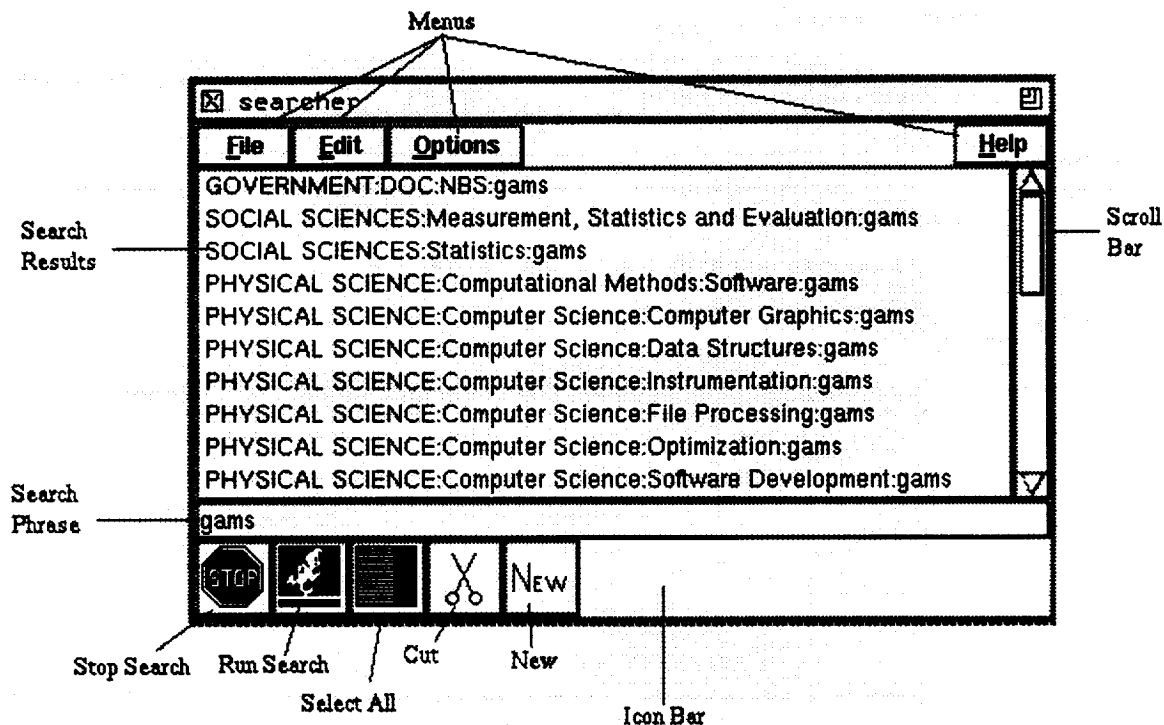 Menus
searcher
File Edit Options Help
GOVERNMENT:DOC:NBS:gams
SOCIAL SCIENCES:Measurement, Statistics and Evaluation:gams
SOCIAL SCIENCES:Statistics:gams
PHYSICAL SCIENCE:Computational Methods:Software:gams
PHYSICAL SCIENCE:Computer Science:Computer Graphics:gams
PHYSICAL SCIENCE:Computer Science:Data Structures:gams
PHYSICAL SCIENCE:Computer Science:Instrumentation:gams
PHYSICAL SCIENCE:Computer Science:File Processing:gams
PHYSICAL SCIENCE:Computer Science:Optimization:gams
PHYSICAL SCIENCE:Computer Science:Software Development:gams
Search
Results
Scroll
Bar
Search
Phrase
gams
STOP
NEW
Stop Search
Run Search
Select All
Cut
New
Icon Bar